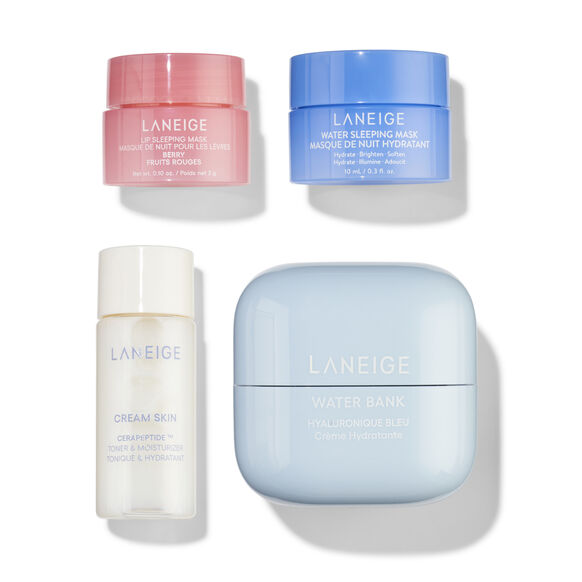 LANEIGE
LIP SLEEPING MASK
MASQUE DE NUIT POUR LES LÈVRES
BERRY
FRUITS ROUGES
Net wt. 0.10 oz. / Poids net 3 g
LANEIGE
WATER SLEEPING MASK
MASQUE DE NUIT HYDRATANT
Hydrate · Brighten · Soften
Hydrate · Illumine · Adoucit
10 mL / 0.3 fl. oz.
LANEIGE
CREAM SKIN
CERAPEPTIDE™
TONER & MOISTURIZER
TONIQUE & HYDRATANT
LANEIGE
WATER BANK
HYALURONIQUE BLEU
Crème Hydratante